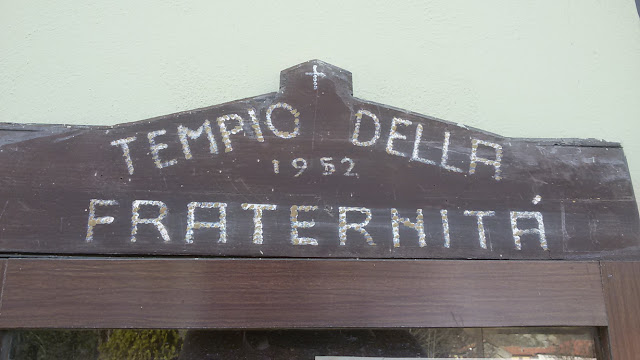 TEMPIO DELLA
1952
FRATERNITÁ